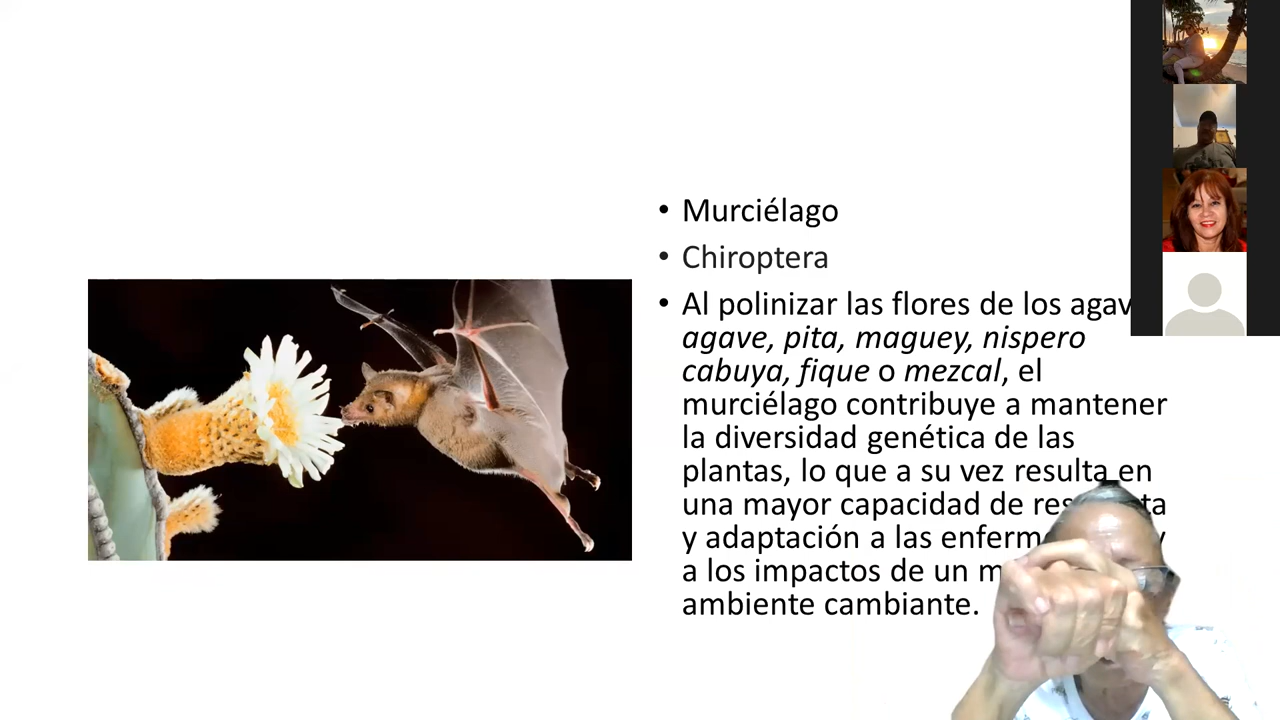 • Murciélago
• Chiroptera
• Al polinizar las flores de los
agave, pita, maguey, nispero
cabuya, fique o mezcal, el
murciélago contribuye a mantener
la diversidad genética de las
plantas, lo que a su vez resulta en
una mayor capacidad de
y adaptación a las
a los impactos de un
ambiente cambiante.